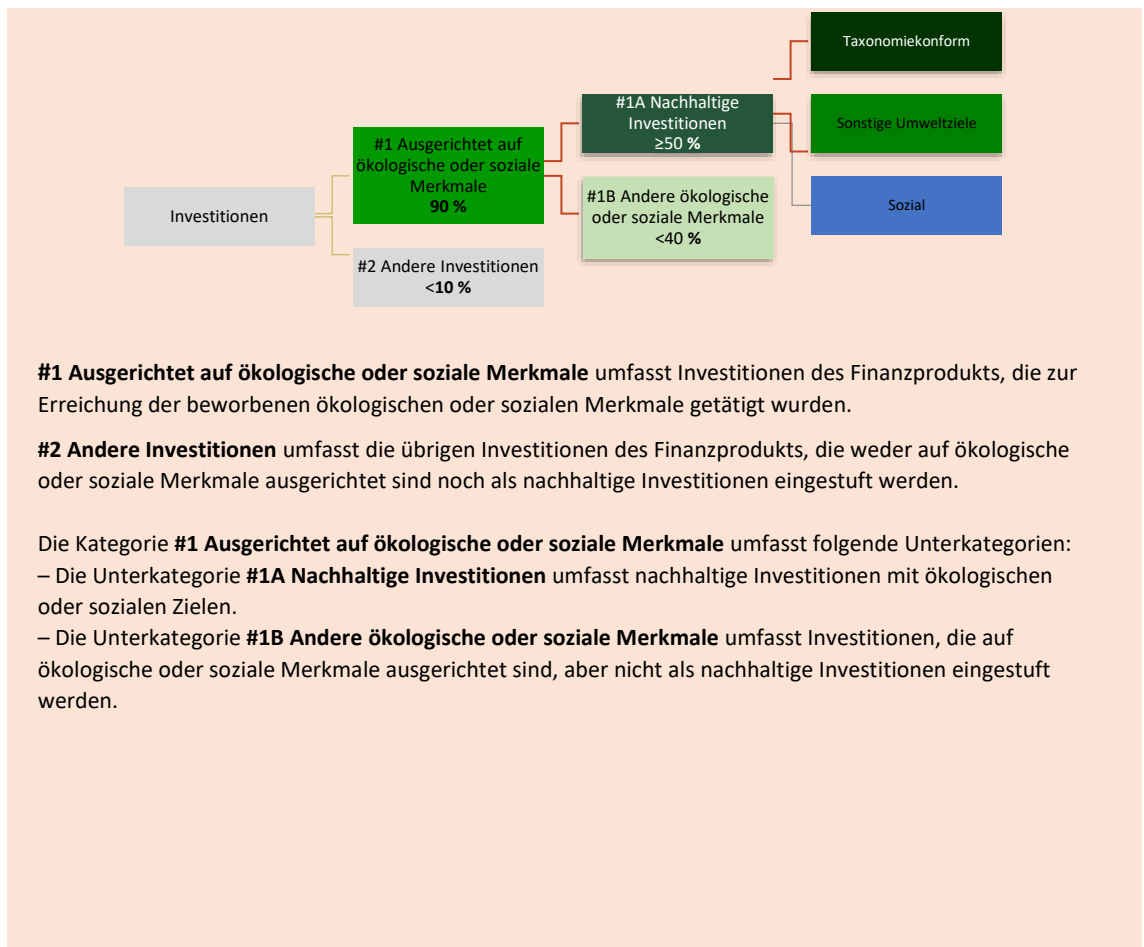 Taxonomiekonform
#1A Nachhaltige
Investitionen
≥50 %
Sonstige Umweltziele
#1 Ausgerichtet auf
ökologische oder soziale
Merkmale
90 %
#1B Andere ökologische
oder soziale Merkmale
<40 %
Sozial
Investitionen
#2 Andere Investitionen
<10 %
#1 Ausgerichtet auf ökologische oder soziale Merkmale umfasst Investitionen des Finanzprodukts, die zur
Erreichung der beworbenen ökologischen oder sozialen Merkmale getätigt wurden.
#2 Andere Investitionen umfasst die übrigen Investitionen des Finanzprodukts, die weder auf ökologische
oder soziale Merkmale ausgerichtet sind noch als nachhaltige Investitionen eingestuft werden.
Die Kategorie #1 Ausgerichtet auf ökologische oder soziale Merkmale umfasst folgende Unterkategorien:
– Die Unterkategorie #1A Nachhaltige Investitionen umfasst nachhaltige Investitionen mit ökologischen
oder sozialen Zielen.
– Die Unterkategorie #1B Andere ökologische oder soziale Merkmale umfasst Investitionen, die auf
ökologische oder soziale Merkmale ausgerichtet sind, aber nicht als nachhaltige Investitionen eingestuft
werden.